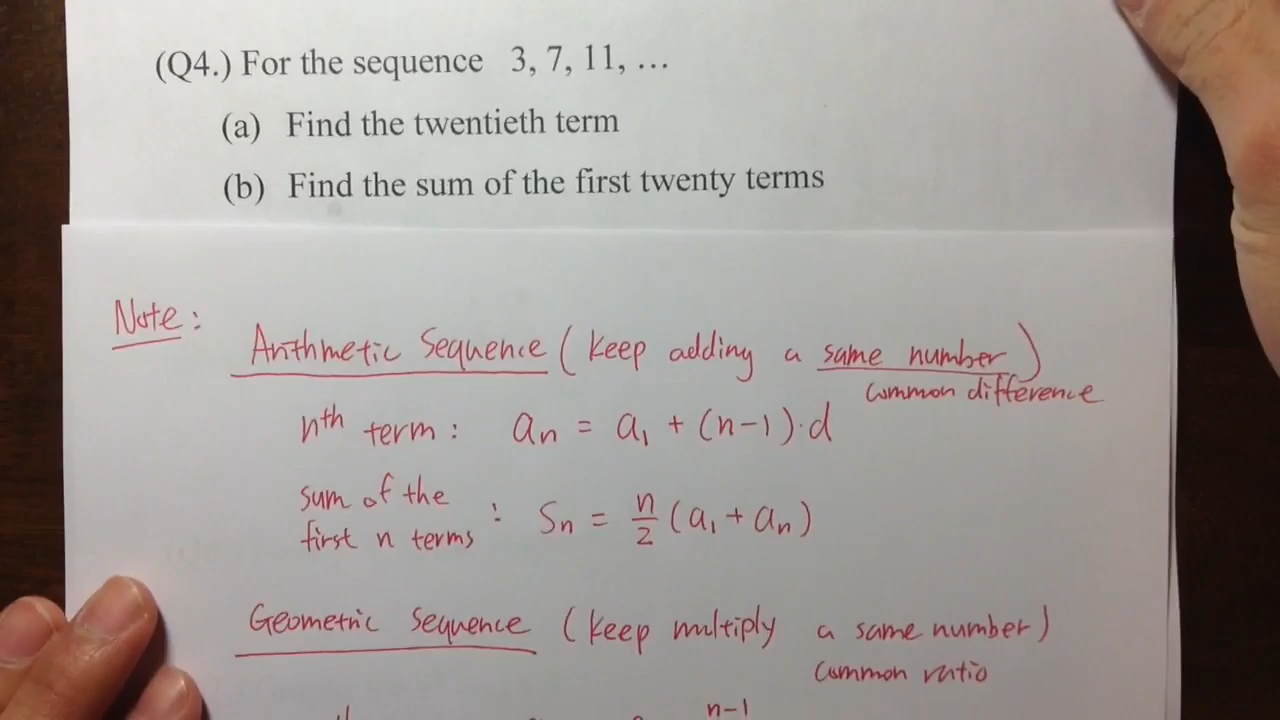 (Q4.) For the sequence 3, 7, 11, ...
(a) Find the twentieth term
(b) Find the sum of the first twenty terms
Note:
Arithmetic Sequence (keep adding a same number)
common difference
nth term: an = a1 + (n-1)·d
sum of the
first n terms : Sn = n/2 (a1 + an)
Geometric Sequence (keep multiply a same number)
common ratio
n-1